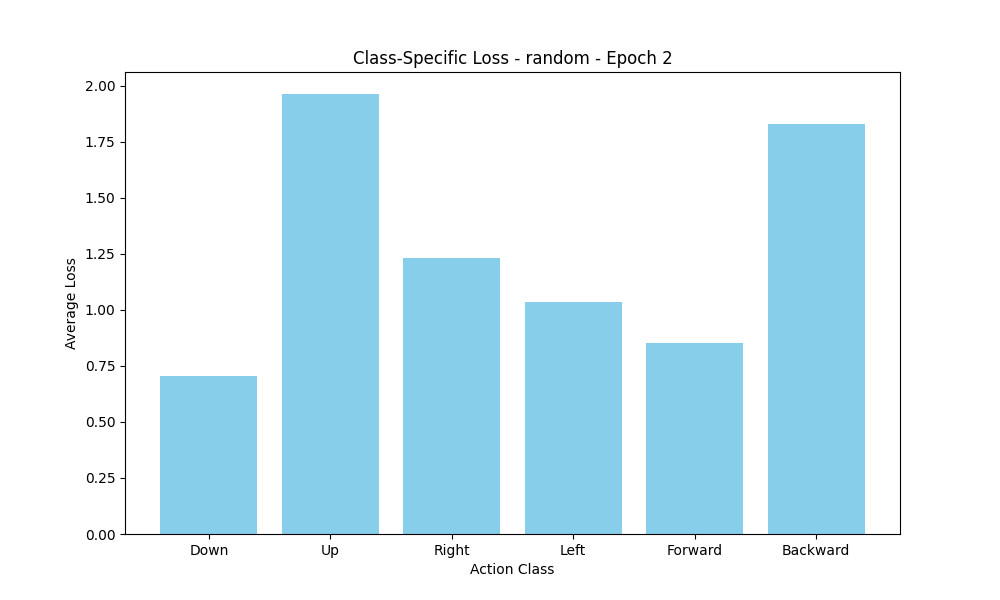 Class-Specific Loss - random - Epoch 2
2.00
1.75
1.50
1.25
1.00
0.75
0.50
0.25
0.00
Average Loss
Down Up Right Left Forward Backward
Action Class